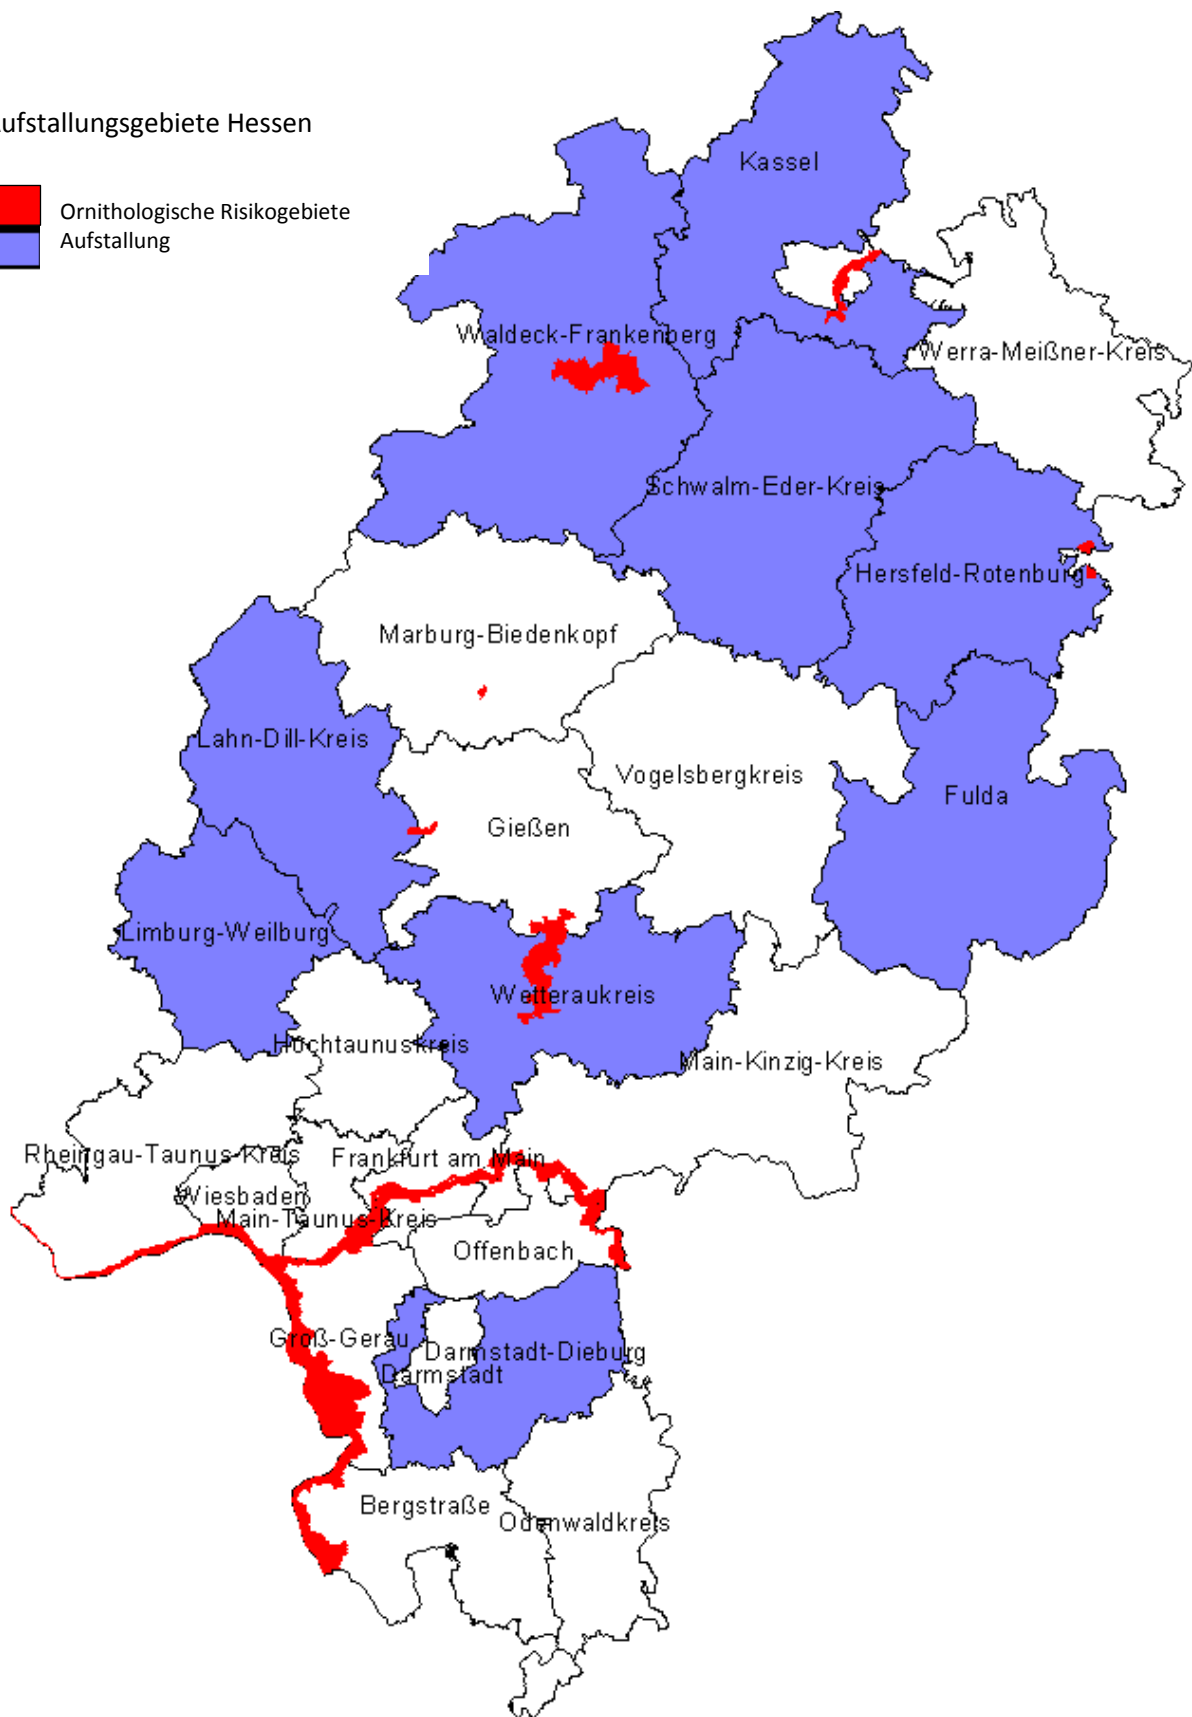 ufstallungsgebiete Hessen
Ornithologische Risikogebiete
Aufstallung
Kassel
Waldeck-Frankenberg
Werra-Meißner-Kreis
Schwalm-Eder-Kreis
Hersfeld-Rotenburg
Marburg-Biedenkopf
Lahn-Dill-Kreis
Vogelsbergkreis
Fulda
Gießen
Limburg-Weilburg
Wetteraukreis
Hochtaunuskreis
Main-Kinzig-Kreis
Rheingau-Taunus-Kreis
Frankfurt am Main
Wiesbaden
Main-Taunus-Kreis
Offenbach
Groß-Gerau
Darmstadt-Dieburg
Darmstadt
Bergstraße
Odenwaldkreis